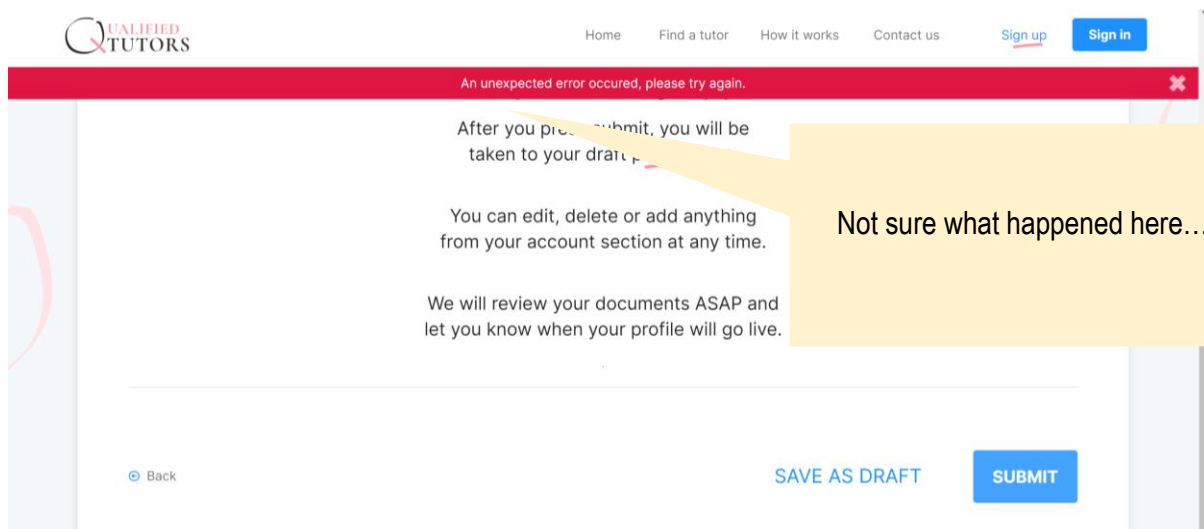 QUALIFIED
TUTORS
Home Find a tutor How it works Contact us Sign up Sign in
An unexpected error occured, please try again.
After you submit, you will be
taken to your draft
You can edit, delete or add anything
from your account section at any time.
Not sure what happened here…
We will review your documents ASAP and
let you know when your profile will go live.
Back SAVE AS DRAFT SUBMIT